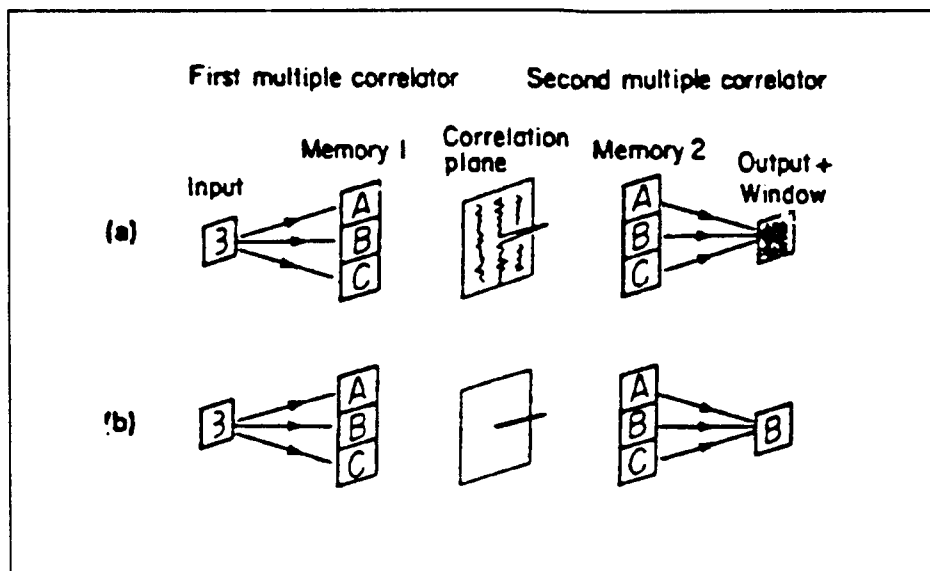 First multiple correlator
Second multiple correlator
Input
Memory 1
Correlation
plane
Memory 2
Output +
Window
(a)
3
A
B
C
A
B
C
(b)
3
A
B
C
A
B
C
B